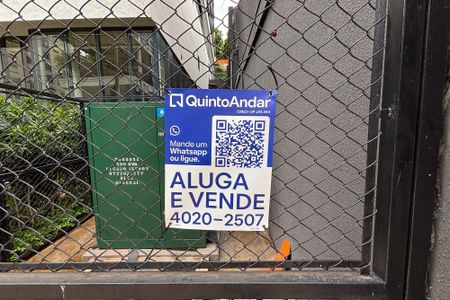 QuintoAndar
Mande um
Whatsapp
ou ligue.
ALUGA
E VENDE
4020-2507